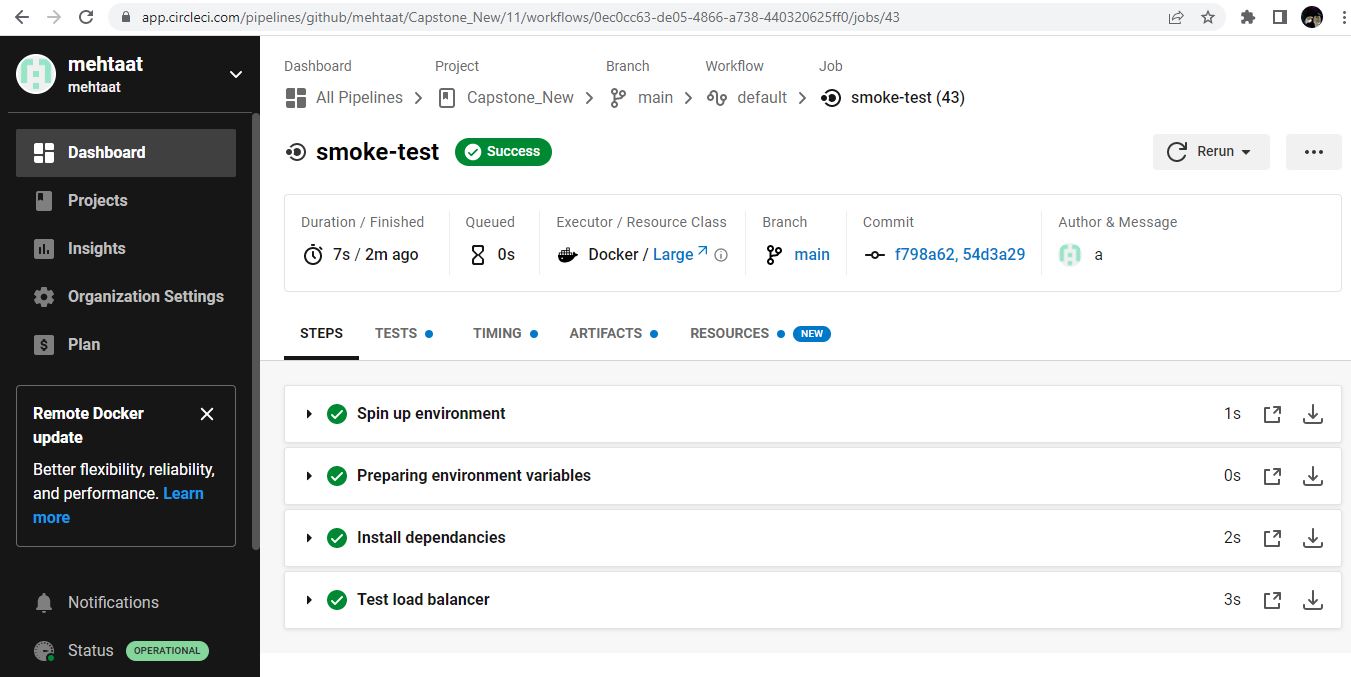 app.circleci.com/pipelines/github/mehtaat/Capstone_New/11/workflows/0ec0cc63-de05-4866-a738-440320625ff0/jobs/43
mehtaat
mehtaat
Dashboard
Projects
Insights
Organization Settings
Plan
Remote Docker
update
Better flexibility, reliability,
and performance. Learn
more
Notifications
Status OPERATIONAL
Dashboard Project Branch Workflow Job
All Pipelines Capstone_New main default smoke-test (43)
smoke-test Success Rerun
Duration / Finished Queued Executor / Resource Class Branch Commit Author & Message
7s / 2m ago 0s Docker / Large main f798a62, 54d3a29 a
STEPS TESTS TIMING ARTIFACTS RESOURCES NEW
Spin up environment 1s
Preparing environment variables 0s
Install dependancies 2s
Test load balancer 3s